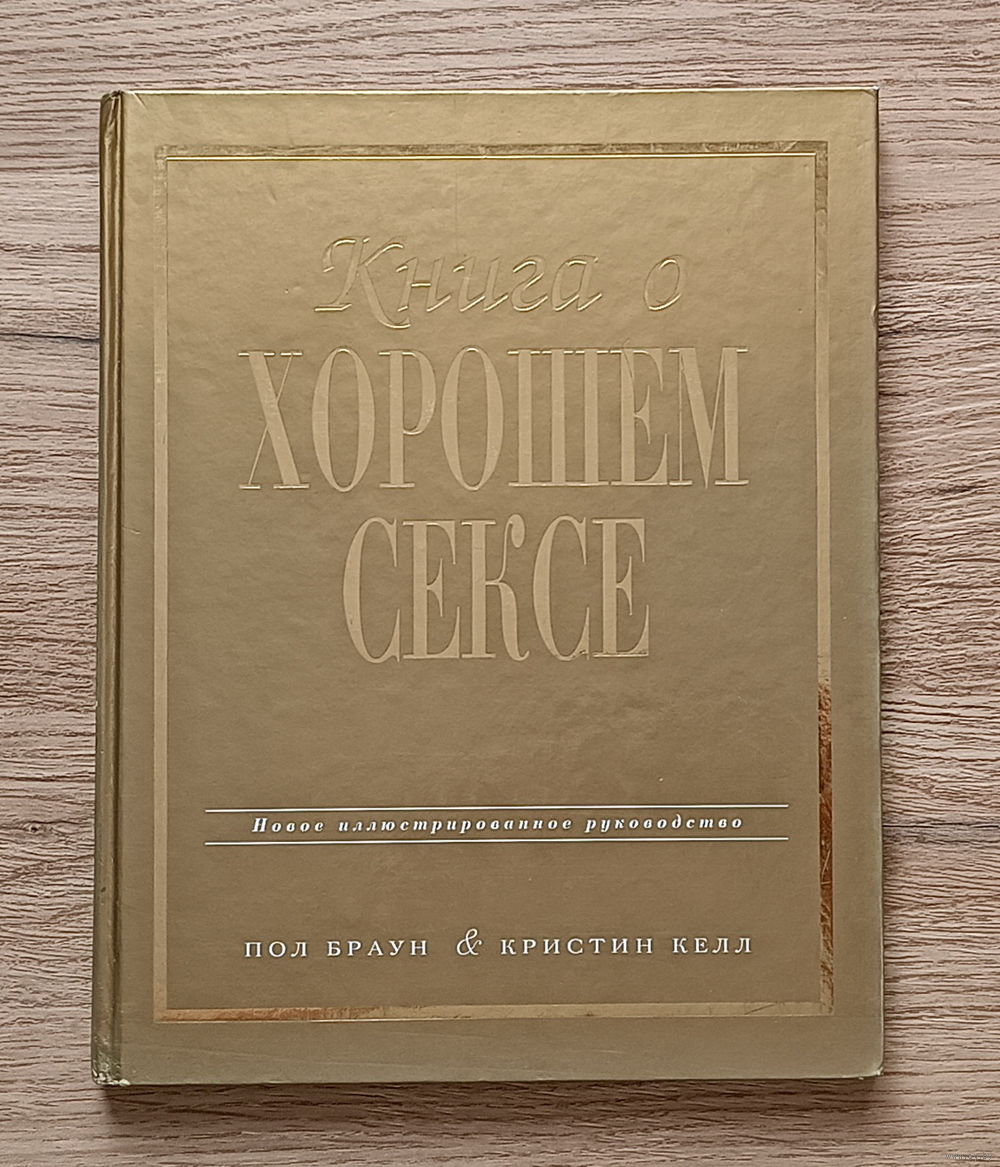 Книга о
ХОРОШЕМ
СЕКСЕ
Новое иллюстрированное руководство
ПОЛ БРАУН & КРИСТИН КЕЛЛ